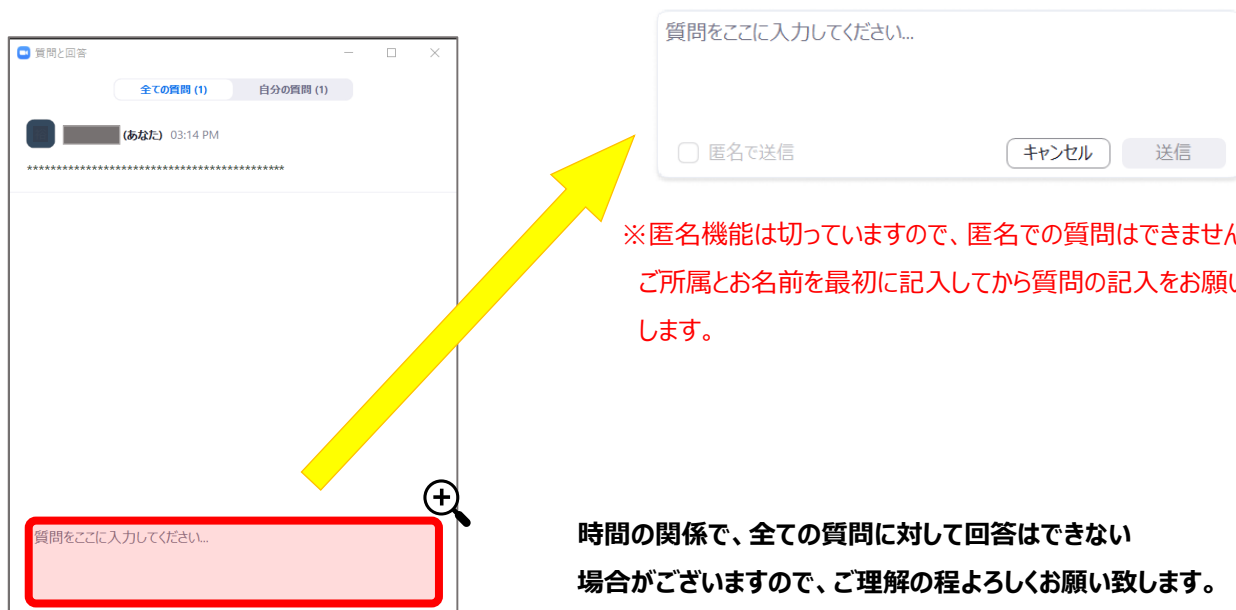 質問と回答
全ての質問 (1)
自分の質問 (1)
(あなた) 03:14 PM
********************************************
質問をここに入力してください...
質問をここに入力してください...
匿名で送信
キャンセル
送信
※匿名機能は切っていますので、匿名での質問はできません
ご所属とお名前を最初に記入してから質問の記入をお願い
します。
時間の関係で、全ての質問に対して回答はできない
場合がございますので、ご理解の程よろしくお願い致します。